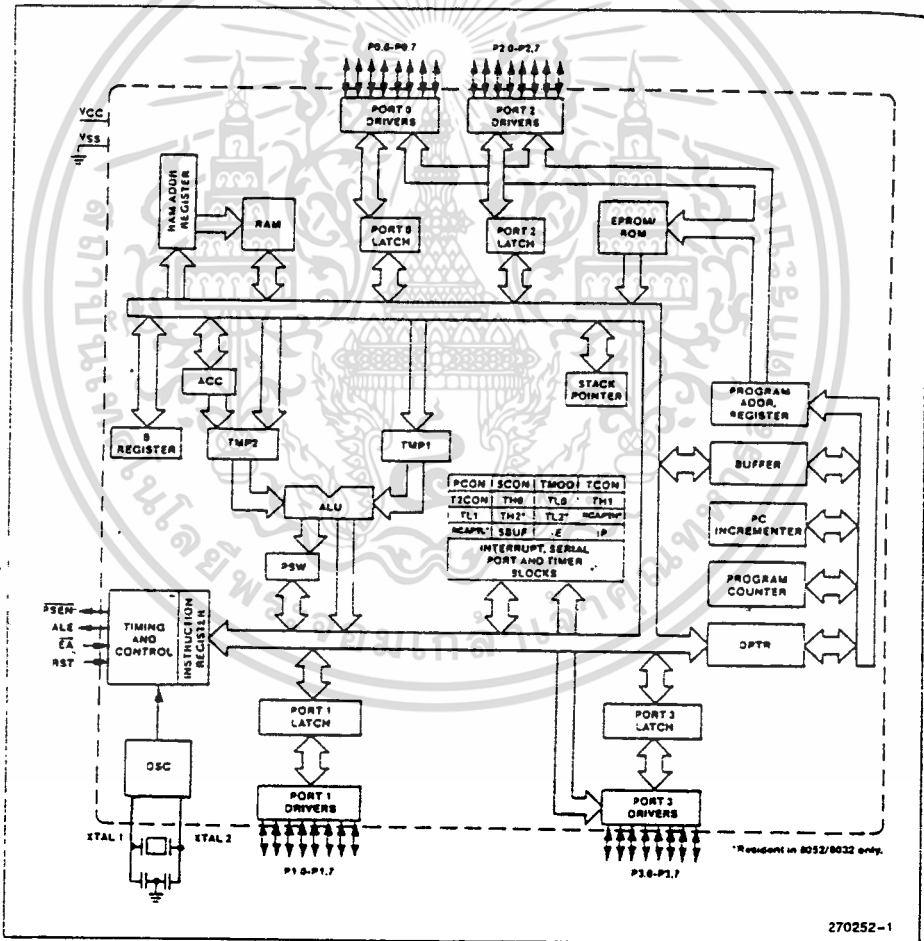 P0.0-P0.7
P2.0-P2.7
PORT 0
DRIVERS
PORT 2
DRIVERS
VCC
VSS
RAM ADDR
REGISTER
RAM
PORT 0
LATCH
PORT 2
LATCH
EPROM/
ROM
ACC
STACK
POINTER
PROGRAM
ADDR.
REGISTER
B
REGISTER
TMP2
TMP1
BUFFER
ALU
PCON SCON TMOD TCON
T2CON TH0 TL0 TH1
TL1 TH2* TL2* RCAP2H*
RCAP2L* SBUF IE IP
INTERRUPT, SERIAL
PORT AND TIMER
BLOCKS
PC
INCREMENTER
PSW
PROGRAM
COUNTER
PSEN
ALE
EA
RST
TIMING
AND
CONTROL
INSTRUCTION
REGISTER
DPTR
PORT 1
LATCH
PORT 3
LATCH
OSC
PORT 1
DRIVERS
PORT 3
DRIVERS
XTAL 1
XTAL 2
P1.0-P1.7
P3.0-P3.7
*Resident in 8052/8032 only.
270252-1